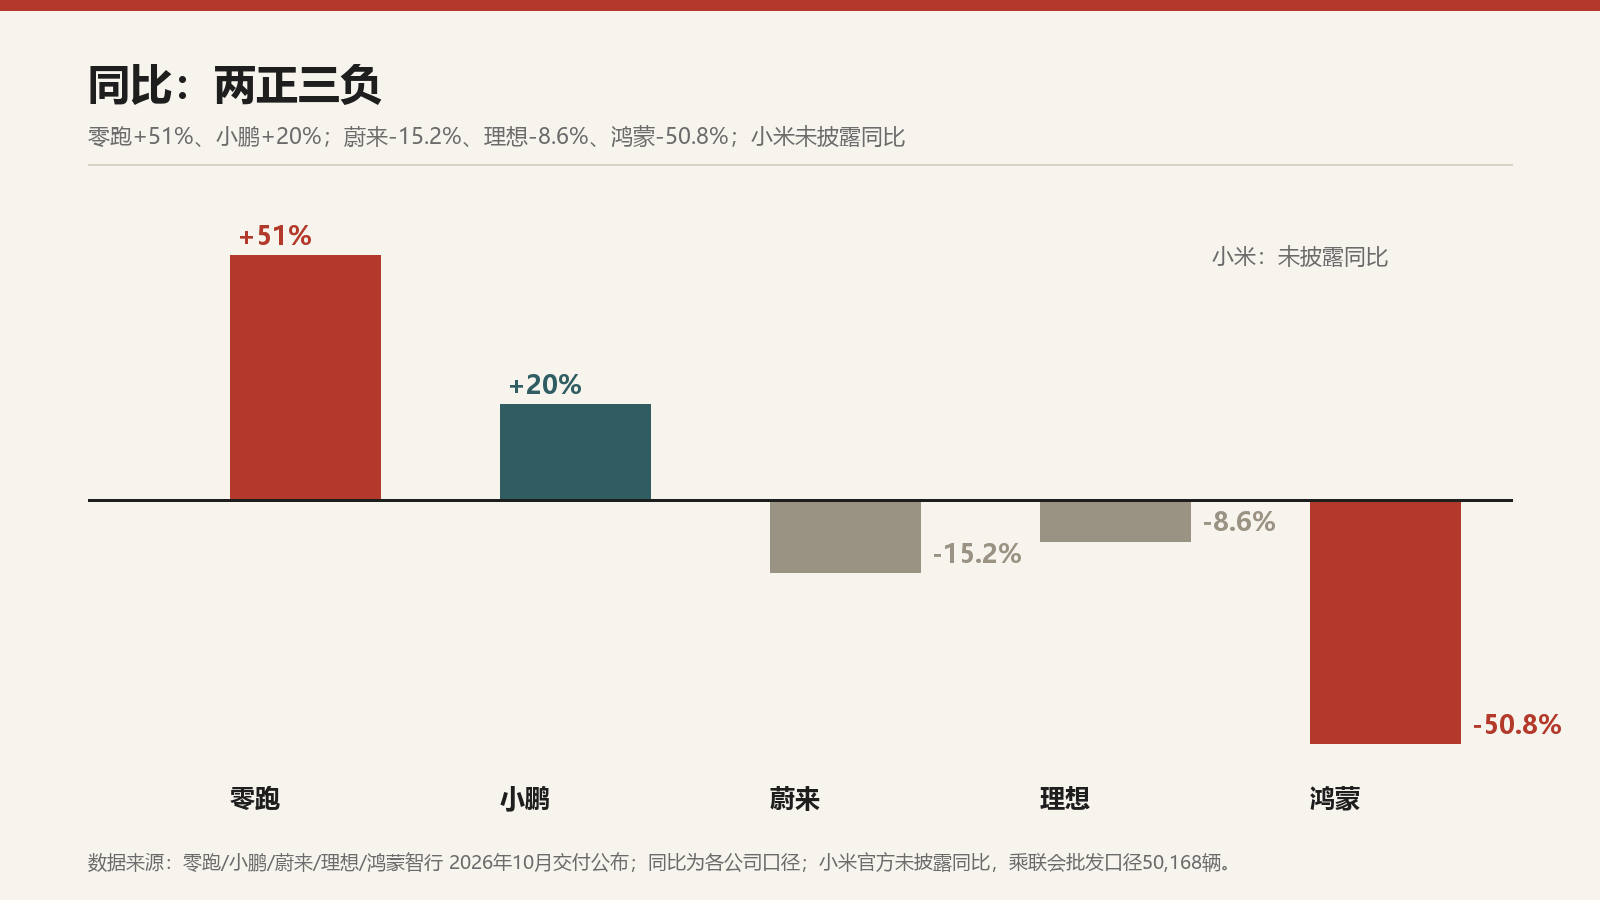 同比：两正三负
零跑+51%、小鹏+20%；蔚来-15.2%、理想-8.6%、鸿蒙-50.8%；小米未披露同比
+51%
小米：未披露同比
+20%
-8.6%
-15.2%
-50.8%
零跑
小鹏
蔚来
理想
鸿蒙
数据来源：零跑/小鹏/蔚来/理想/鸿蒙智行 2026年10月交付公布；同比为各公司口径；小米官方未披露同比，乘联会批发口径50,168辆。